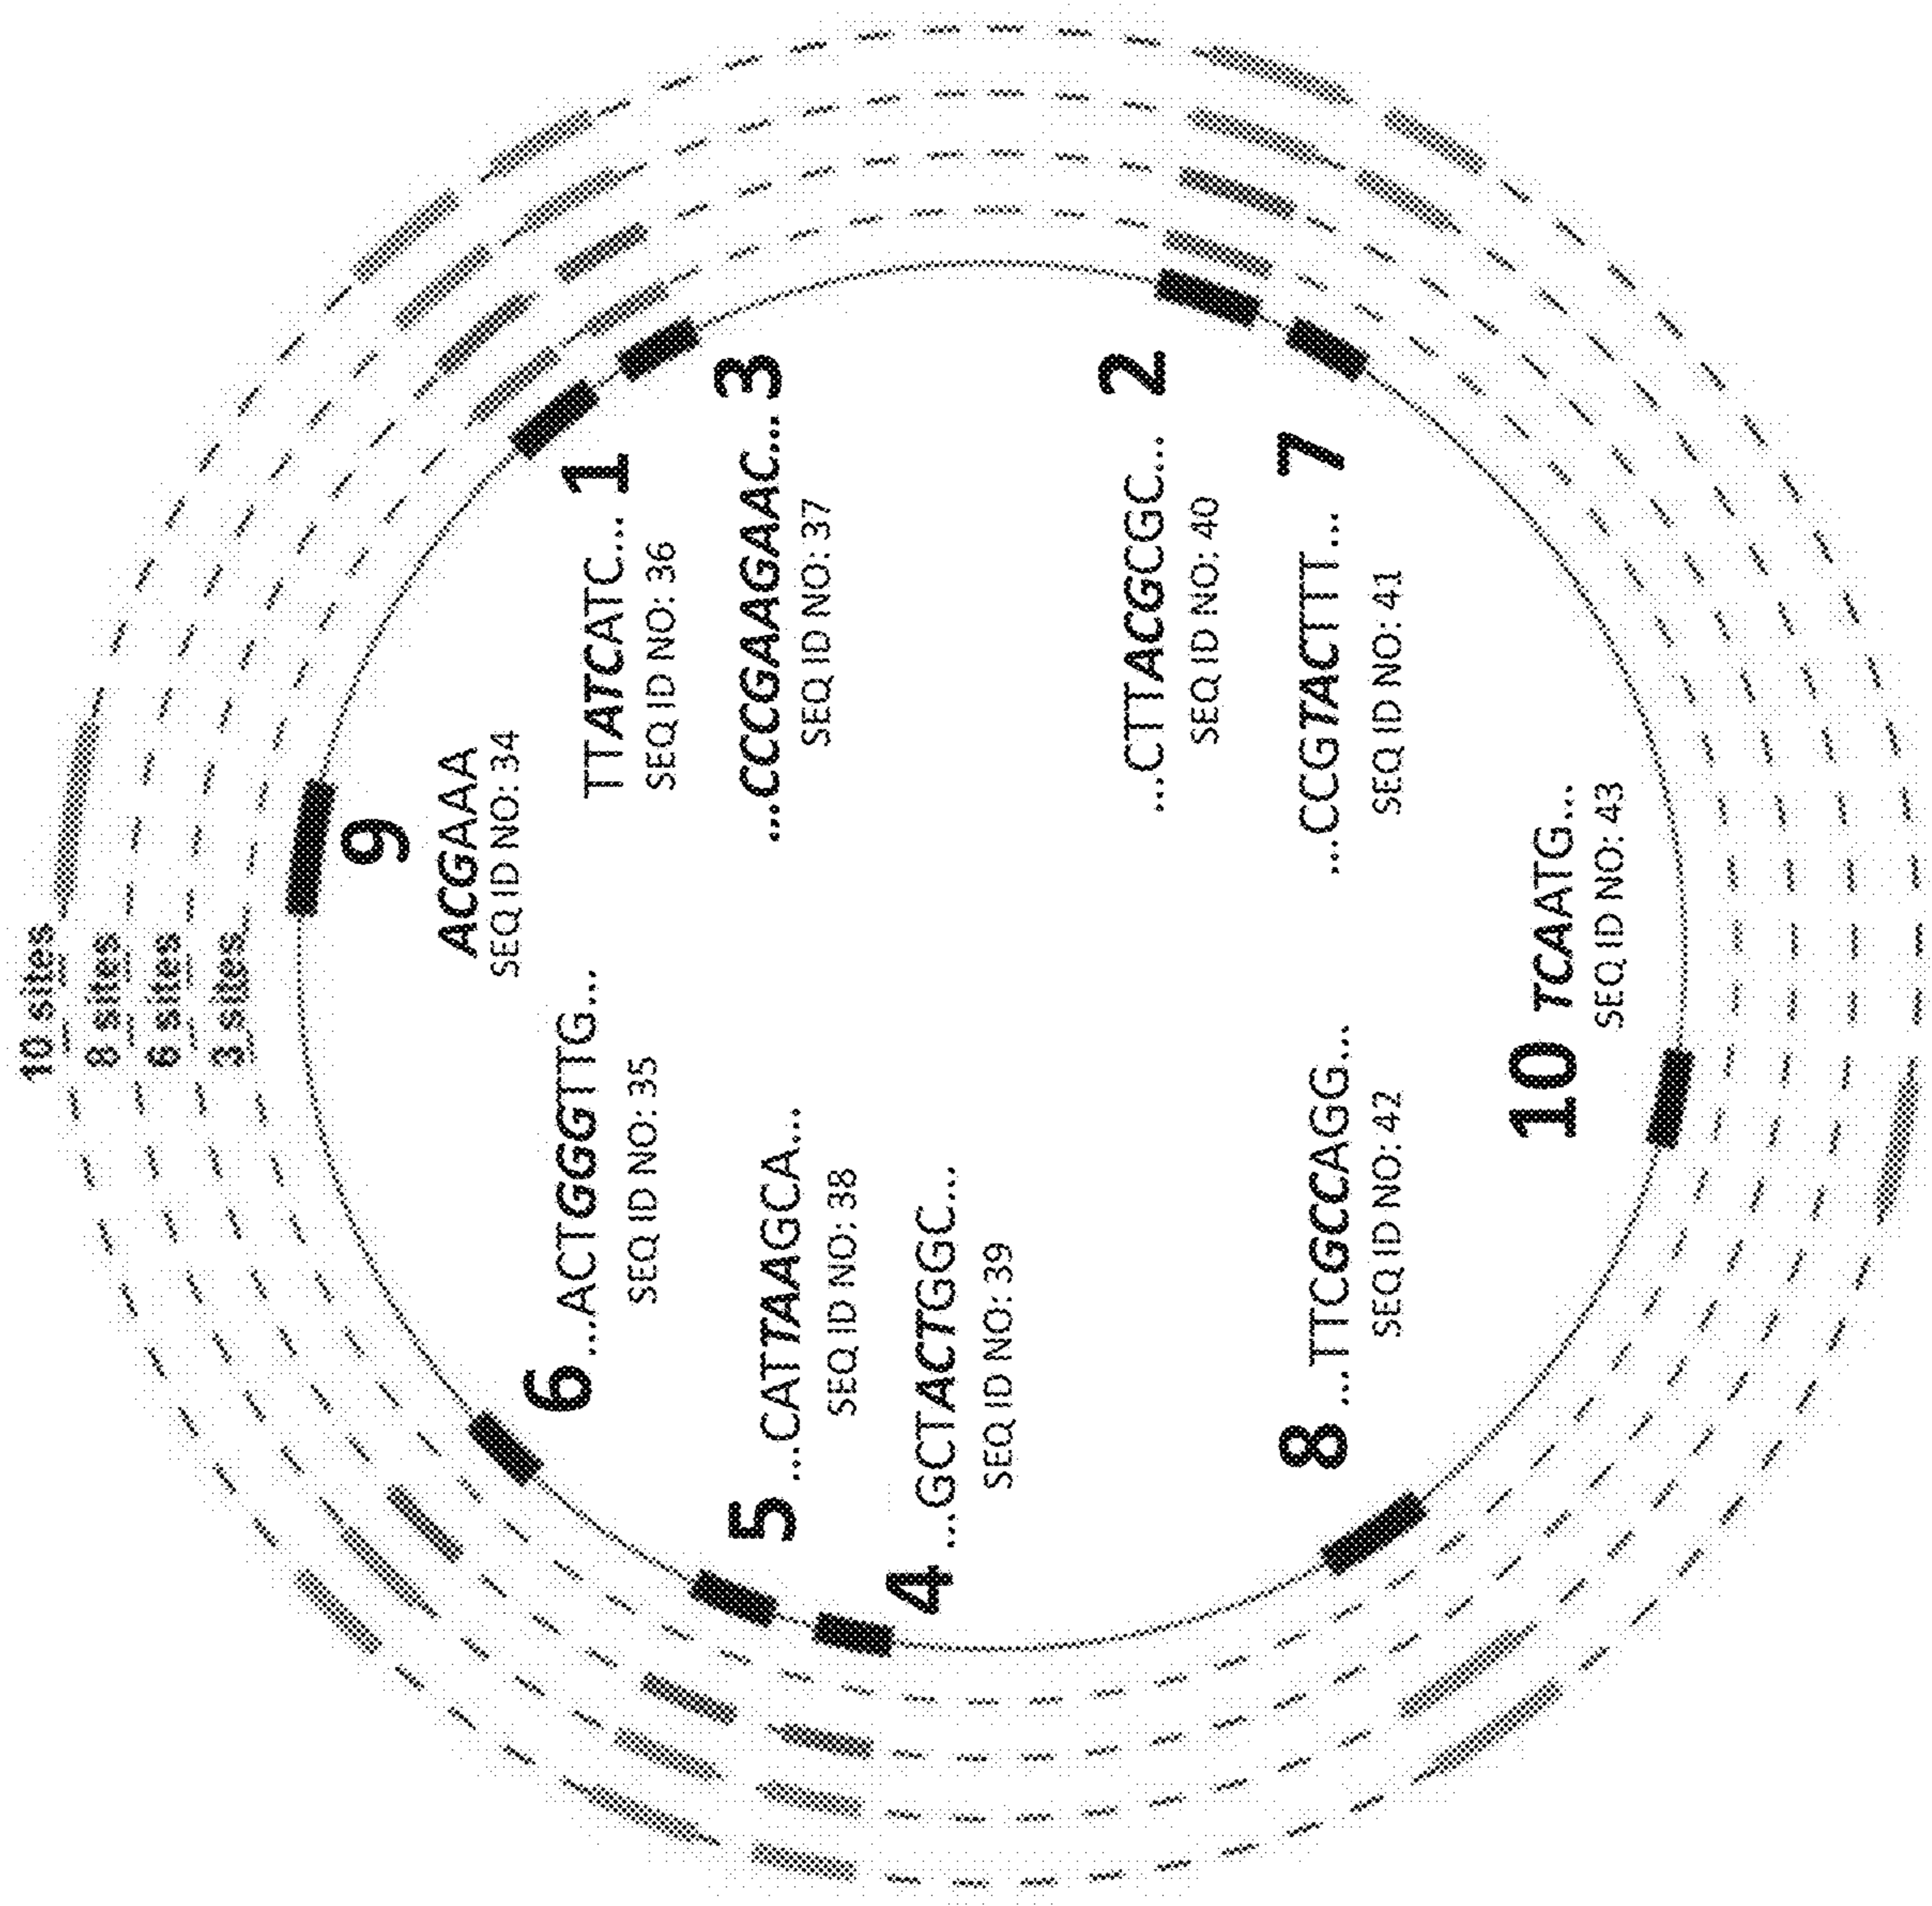 10 sites
8 sites
6 sites
3 sites
9
ACGAAA
SEQ ID NO: 34
6 ...ACTGGGTTG...
SEQ ID NO: 35
TTATCATC... 1
SEQ ID NO: 36
...CCCGAAGAAC... 3
SEQ ID NO: 37
5 ...CATTAAGCA...
SEQ ID NO: 38
4 ...GCTACTGGC...
SEQ ID NO: 39
...CTTACGCGC... 2
SEQ ID NO: 40
...CCGTACTTT... 7
SEQ ID NO: 41
8 ...TTCGCCAGG...
SEQ ID NO: 42
10 TCAATG...
SEQ ID NO: 43